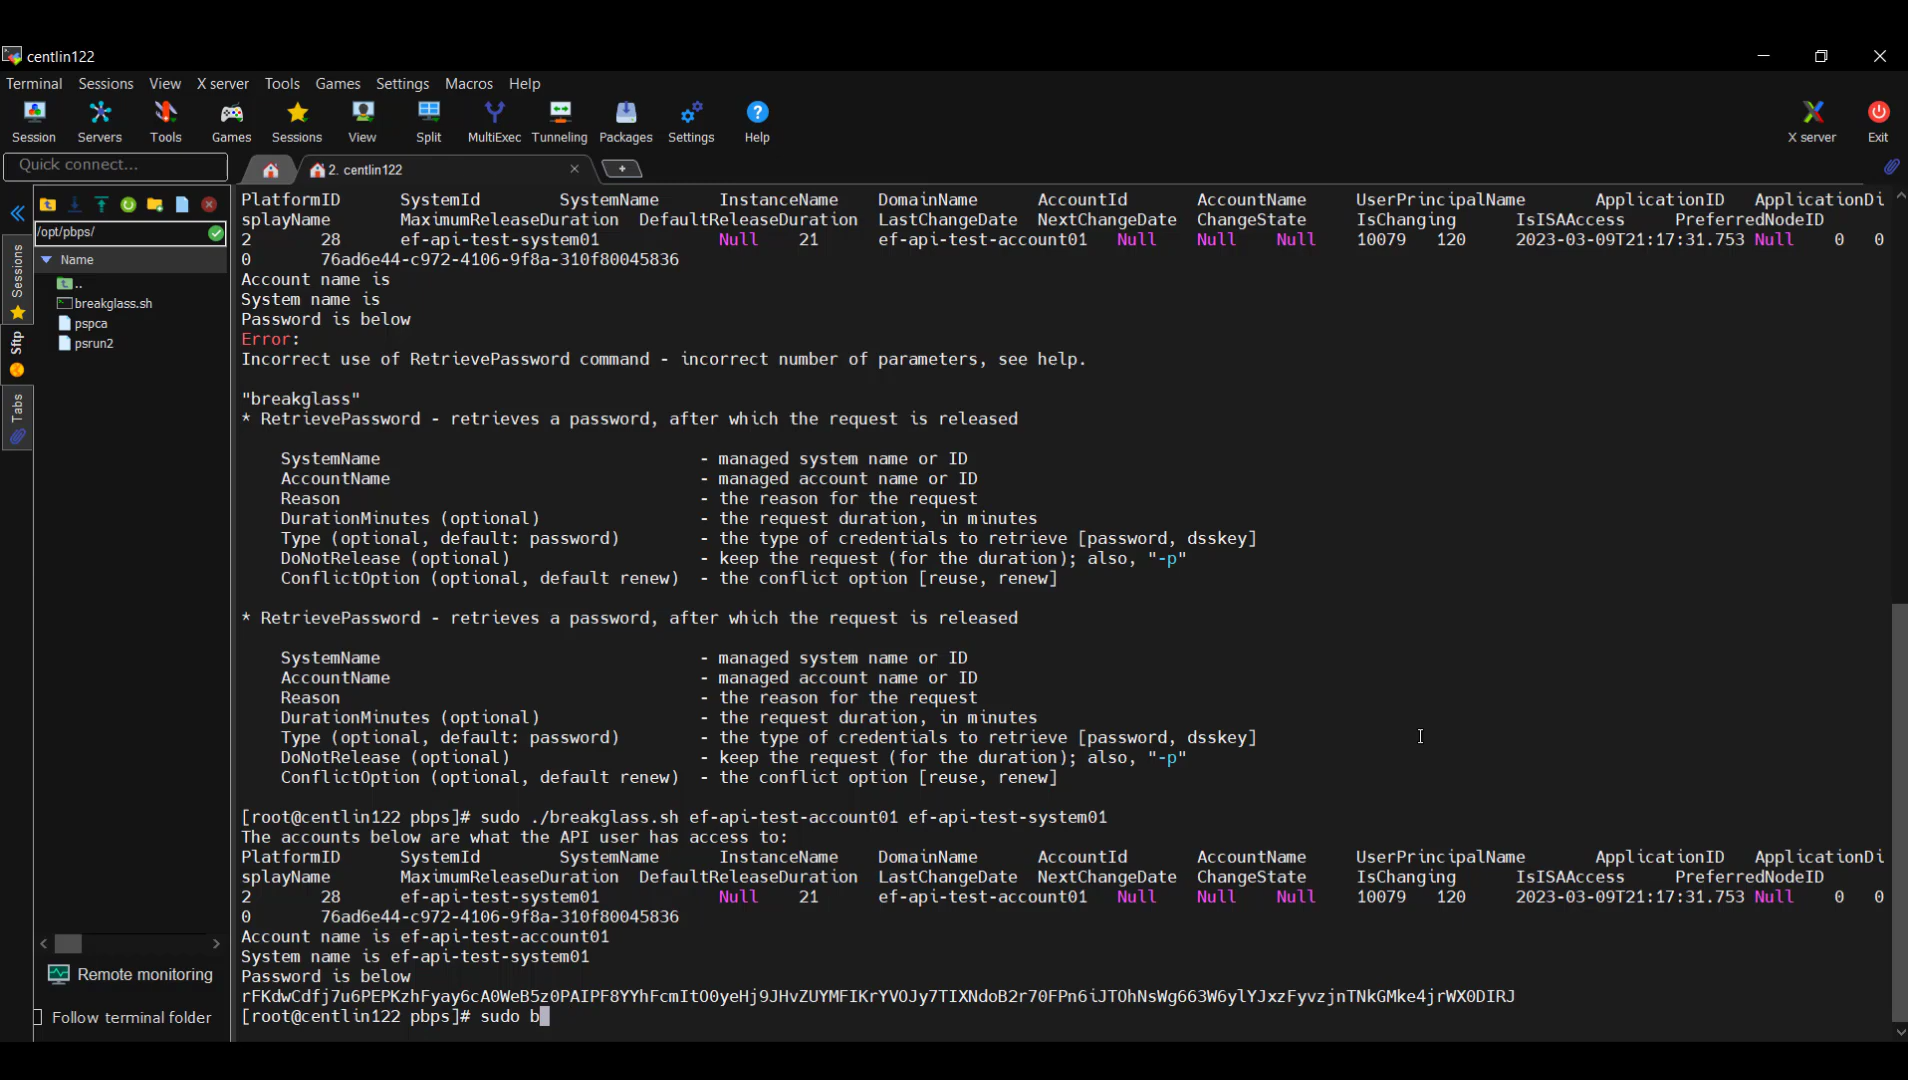 centlin122
Terminal Sessions View X server Tools Games Settings Macros Help
Session Servers Tools Games Sessions View Split MultiExec Tunneling Packages Settings Help X server Exit
Quick connect...
2. centlin122
/opt/pbps/
Name
..
breakglass.sh
pspca
psrun2
Sessions
Sftp
Tabs
PlatformID SystemId SystemName InstanceName DomainName AccountId AccountName UserPrincipalName ApplicationID ApplicationDi
splayName MaximumReleaseDuration DefaultReleaseDuration LastChangeDate NextChangeDate ChangeState IsChanging IsISAAccess PreferredNodeID
2 28 ef-api-test-system01 Null 21 ef-api-test-account01 Null Null Null 10079 120 2023-03-09T21:17:31.753 Null 0 0
0 76ad6e44-c972-4106-9f8a-310f80045836
Account name is
System name is
Password is below
Error:
Incorrect use of RetrievePassword command - incorrect number of parameters, see help.
"breakglass"
* RetrievePassword - retrieves a password, after which the request is released
SystemName - managed system name or ID
AccountName - managed account name or ID
Reason - the reason for the request
DurationMinutes (optional) - the request duration, in minutes
Type (optional, default: password) - the type of credentials to retrieve [password, dsskey]
DoNotRelease (optional) - keep the request (for the duration); also, "-p"
ConflictOption (optional, default renew) - the conflict option [reuse, renew]
* RetrievePassword - retrieves a password, after which the request is released
SystemName - managed system name or ID
AccountName - managed account name or ID
Reason - the reason for the request
DurationMinutes (optional) - the request duration, in minutes
Type (optional, default: password) - the type of credentials to retrieve [password, dsskey]
DoNotRelease (optional) - keep the request (for the duration); also, "-p"
ConflictOption (optional, default renew) - the conflict option [reuse, renew]
[root@centlin122 pbps]# sudo ./breakglass.sh ef-api-test-account01 ef-api-test-system01
The accounts below are what the API user has access to:
PlatformID SystemId SystemName InstanceName DomainName AccountId AccountName UserPrincipalName ApplicationID ApplicationDi
splayName MaximumReleaseDuration DefaultReleaseDuration LastChangeDate NextChangeDate ChangeState IsChanging IsISAAccess PreferredNodeID
2 28 ef-api-test-system01 Null 21 ef-api-test-account01 Null Null Null 10079 120 2023-03-09T21:17:31.753 Null 0 0
0 76ad6e44-c972-4106-9f8a-310f80045836
Account name is ef-api-test-account01
System name is ef-api-test-system01
Password is below
rFKdwCdfj7u6PEPKzhFyay6cA0WeB5z0PAIPF8YYhFcmItO0yeHj9JHvZUYMFIKrYVOJy7TIXNdoB2r70FPn6iJTOhNsWg663W6ylYJxzFyvzjnTNkGMke4jrWX0DIRJ
[root@centlin122 pbps]# sudo b
Remote monitoring
Follow terminal folder